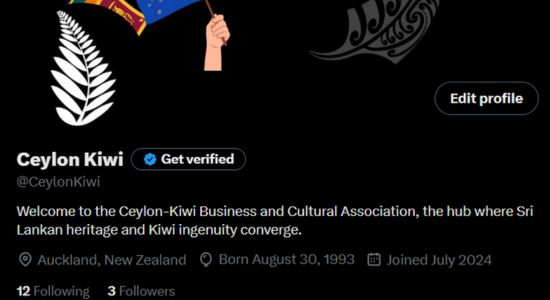 Edit profile
Ceylon Kiwi Get verified
@CeylonKiwi
Welcome to the Ceylon-Kiwi Business and Cultural Association, the hub where Sri
Lankan heritage and Kiwi ingenuity converge.
Auckland, New Zealand Born August 30, 1993 Joined July 2024
12 Following 3 Followers